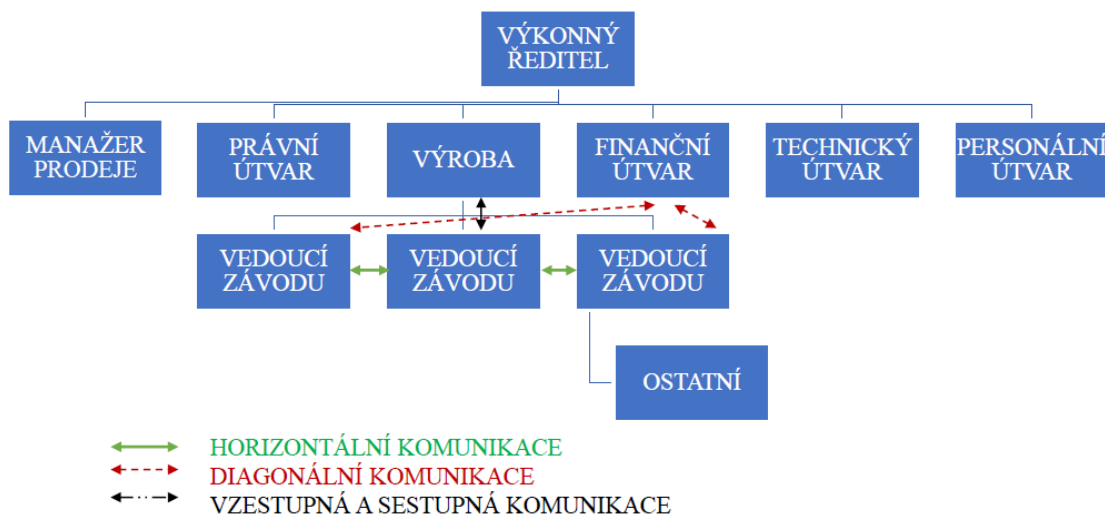 VÝKONNÝ
ŘEDITEL
MANAŽER
PRODEJE
PRÁVNÍ
ÚTVAR
VÝROBA
FINANČNÍ
ÚTVAR
TECHNICKÝ
ÚTVAR
PERSONÁLNÍ
ÚTVAR
VEDOUCÍ
ZÁVODU
VEDOUCÍ
ZÁVODU
VEDOUCÍ
ZÁVODU
OSTATNÍ
HORIZONTÁLNÍ KOMUNIKACE
DIAGONÁLNÍ KOMUNIKACE
VZESTUPNÁ A SESTUPNÁ KOMUNIKACE